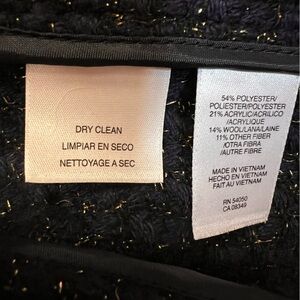 DRY CLEAN
LIMPIAR EN SECO
NETTOYAGE A SEC
54% POLYESTER/
POLIESTER/POLYESTER
21% ACRYLIC/ACRILICO
/ACRYLIQUE
14% WOOL/LANA/LAINE
11% OTHER FIBER
/OTRA FIBRA/
/AUTRE FIBRE
MADE IN VIETNAM
HECHO EN VIETNAM
FAIT AU VIETNAM
RN 54050
CA 08349